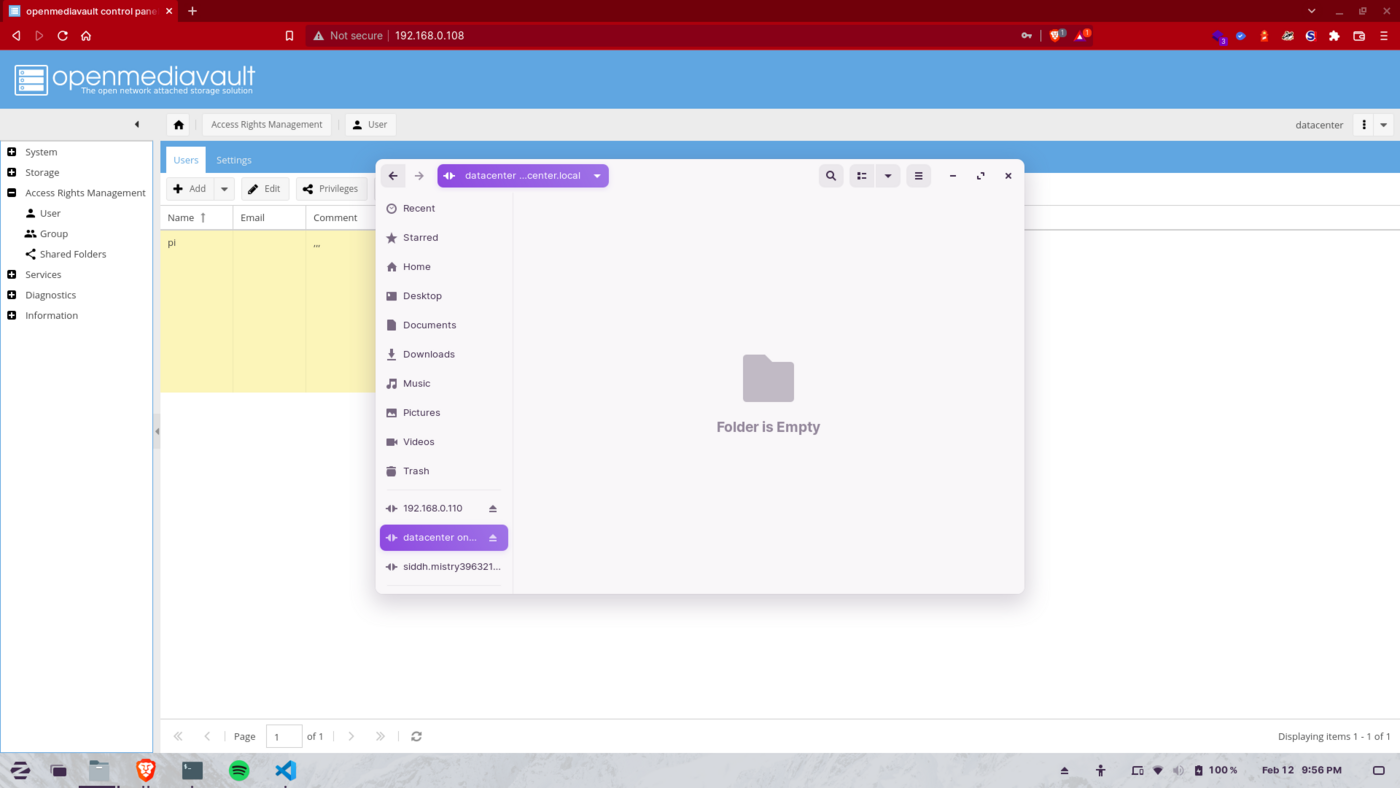 openmediavault control pane
Not secure
192.168.0.108
1
1
3
openmediavault
The open network attached storage solution
Access Rights Management
User
datacenter
System
Storage
Access Rights Management
User
Group
Shared Folders
Services
Diagnostics
Information
Users
Settings
Add
Edit
Privileges
Name
Email
Comment
pi
,,,
datacenter ...center.local
Recent
Starred
Home
Desktop
Documents
Downloads
Music
Pictures
Videos
Trash
192.168.0.110
datacenter on...
siddh.mistry396321...
Folder is Empty
Page
1
of 1
Displaying items 1 - 1 of 1
100 %
Feb 12
9:56 PM